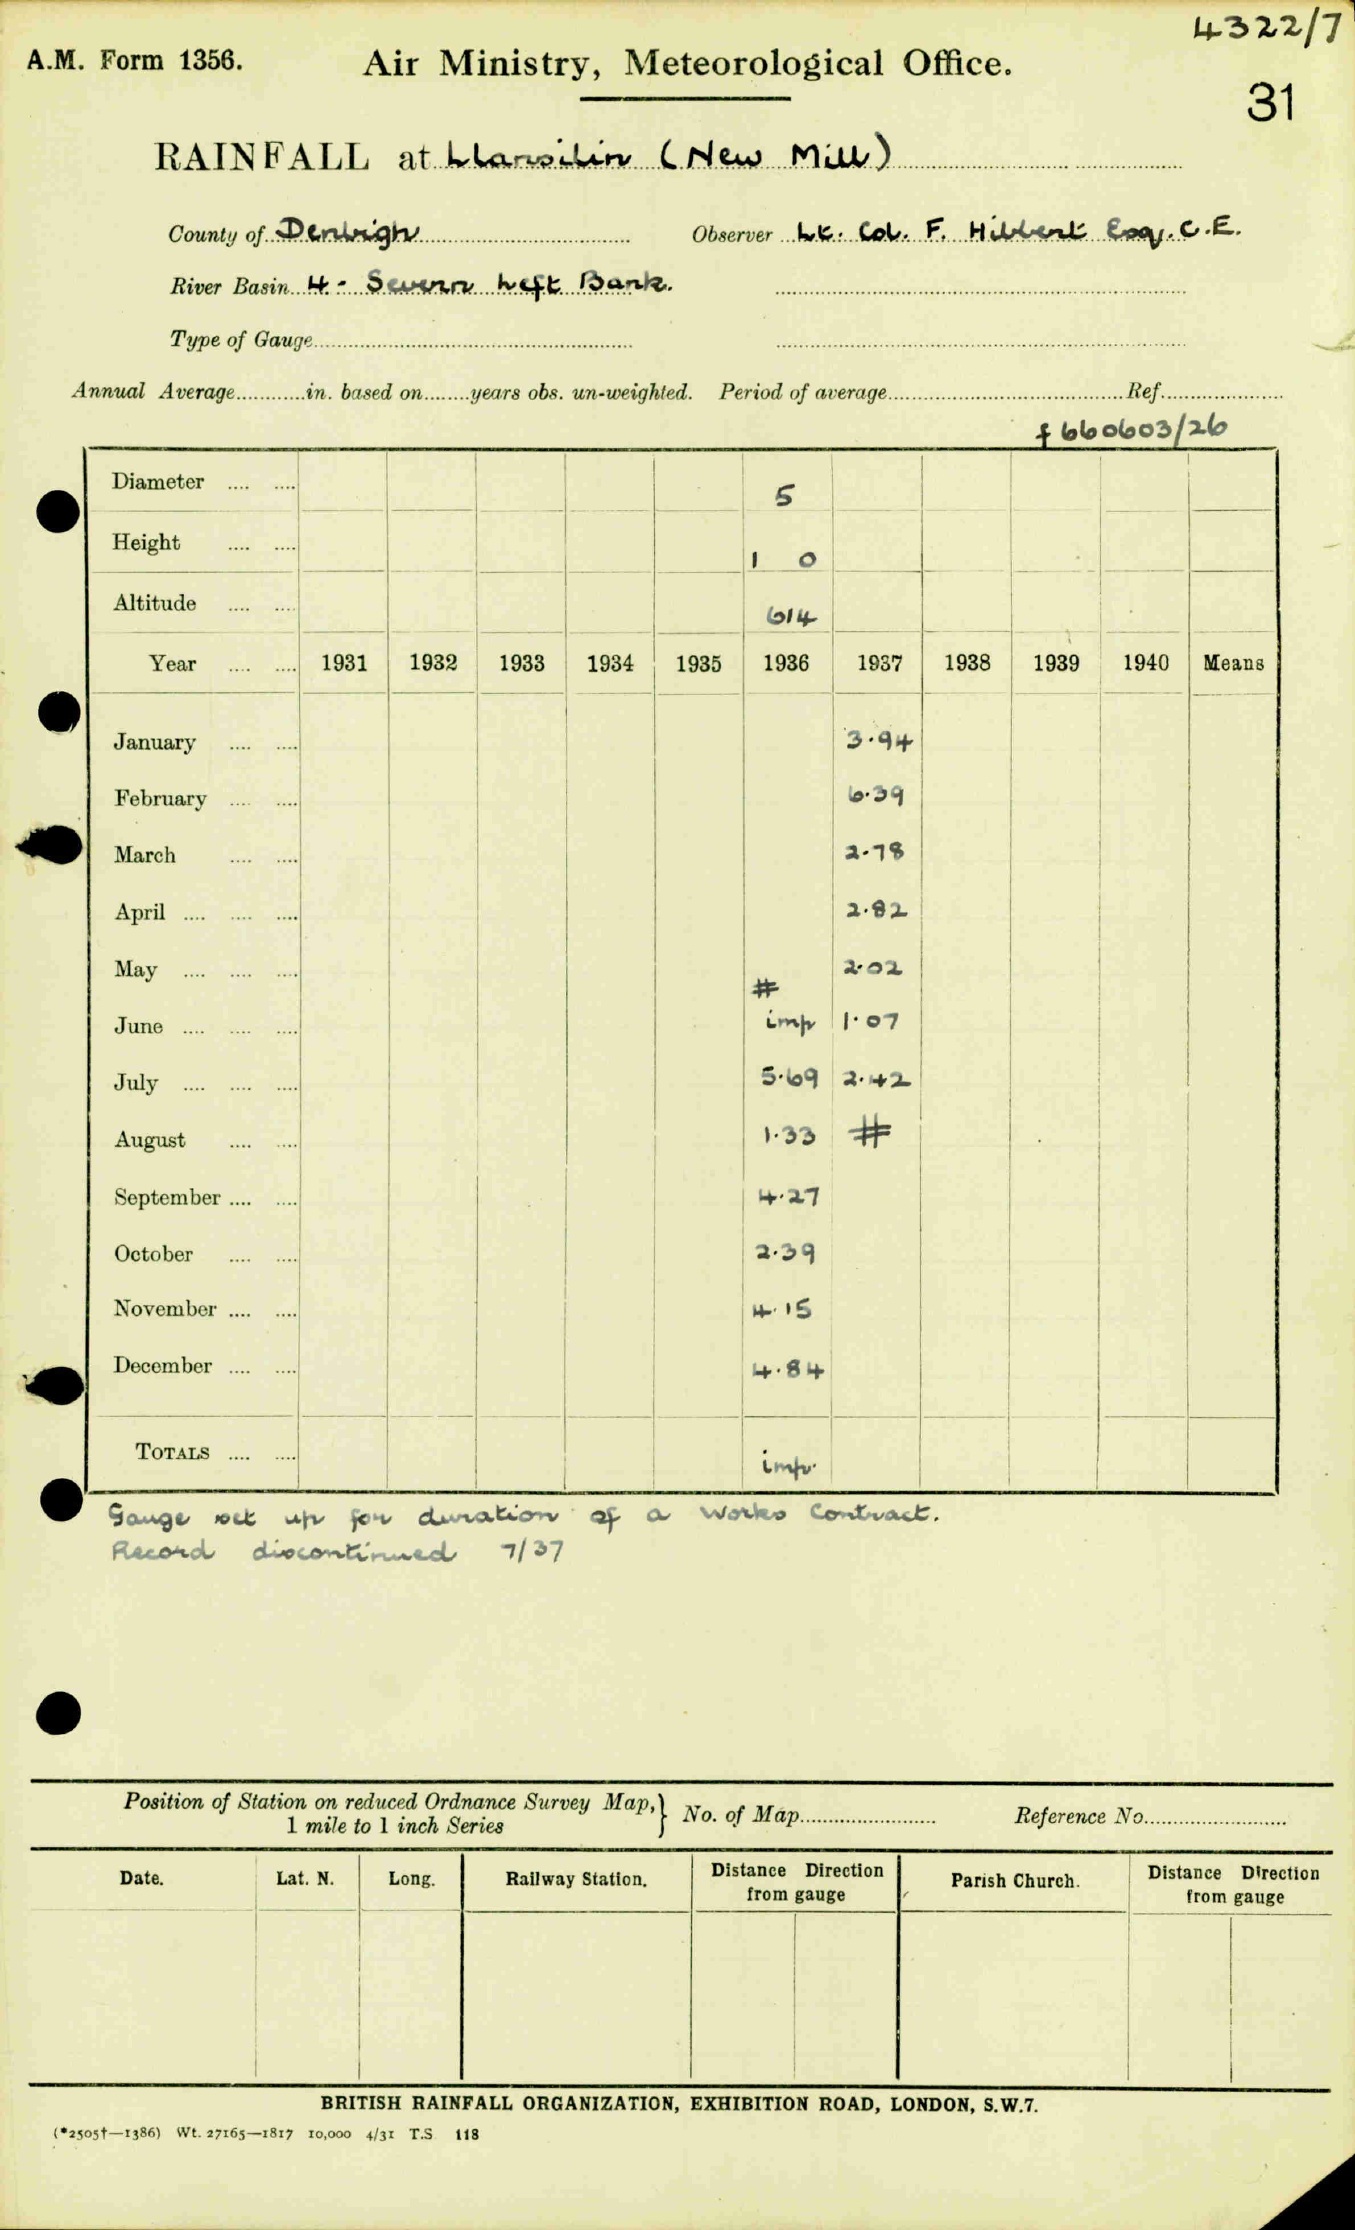 4322/7
A.M. Form 1356. Air Ministry, Meteorological Office.
31
RAINFALL at Llansilin (New Mill)
County of Denbigh Observer Lt. Col. F. Hibbert Esq. C.E.
River Basin 4 - Severn Left Bank.
Type of Gauge
Annual Average............in. based on........years obs. un-weighted. Period of average........ Ref........
f 660603/26
Diameter .... .... 5
Height .... .... 1 0
Altitude .... .... 614
Year .... .... 1931 1932 1933 1934 1935 1936 1937 1938 1939 1940 Means
January .... .... 3.94
February .... .... 6.39
March .... .... 2.78
April .... .... .... 2.82
May .... .... .... # 2.02
June .... .... .... imp 1.07
July .... .... .... 5.69 2.42
August .... .... 1.33 #
September .... .... 4.27
October .... .... 2.39
November .... .... 4.15
December .... .... 4.84
TOTALS .... .... imp.
Gauge set up for duration of a Works Contract.
Record discontinued 7/37
Position of Station on reduced Ordnance Survey Map,} No. of Map........ Reference No........
1 mile to 1 inch Series
Date. Lat. N. Long. Railway Station. Distance Direction from gauge Parish Church. Distance Direction from gauge
BRITISH RAINFALL ORGANIZATION, EXHIBITION ROAD, LONDON, S.W.7.
(*2505†—1386) Wt. 27165—1817 10,000 4/31 T.S. 118